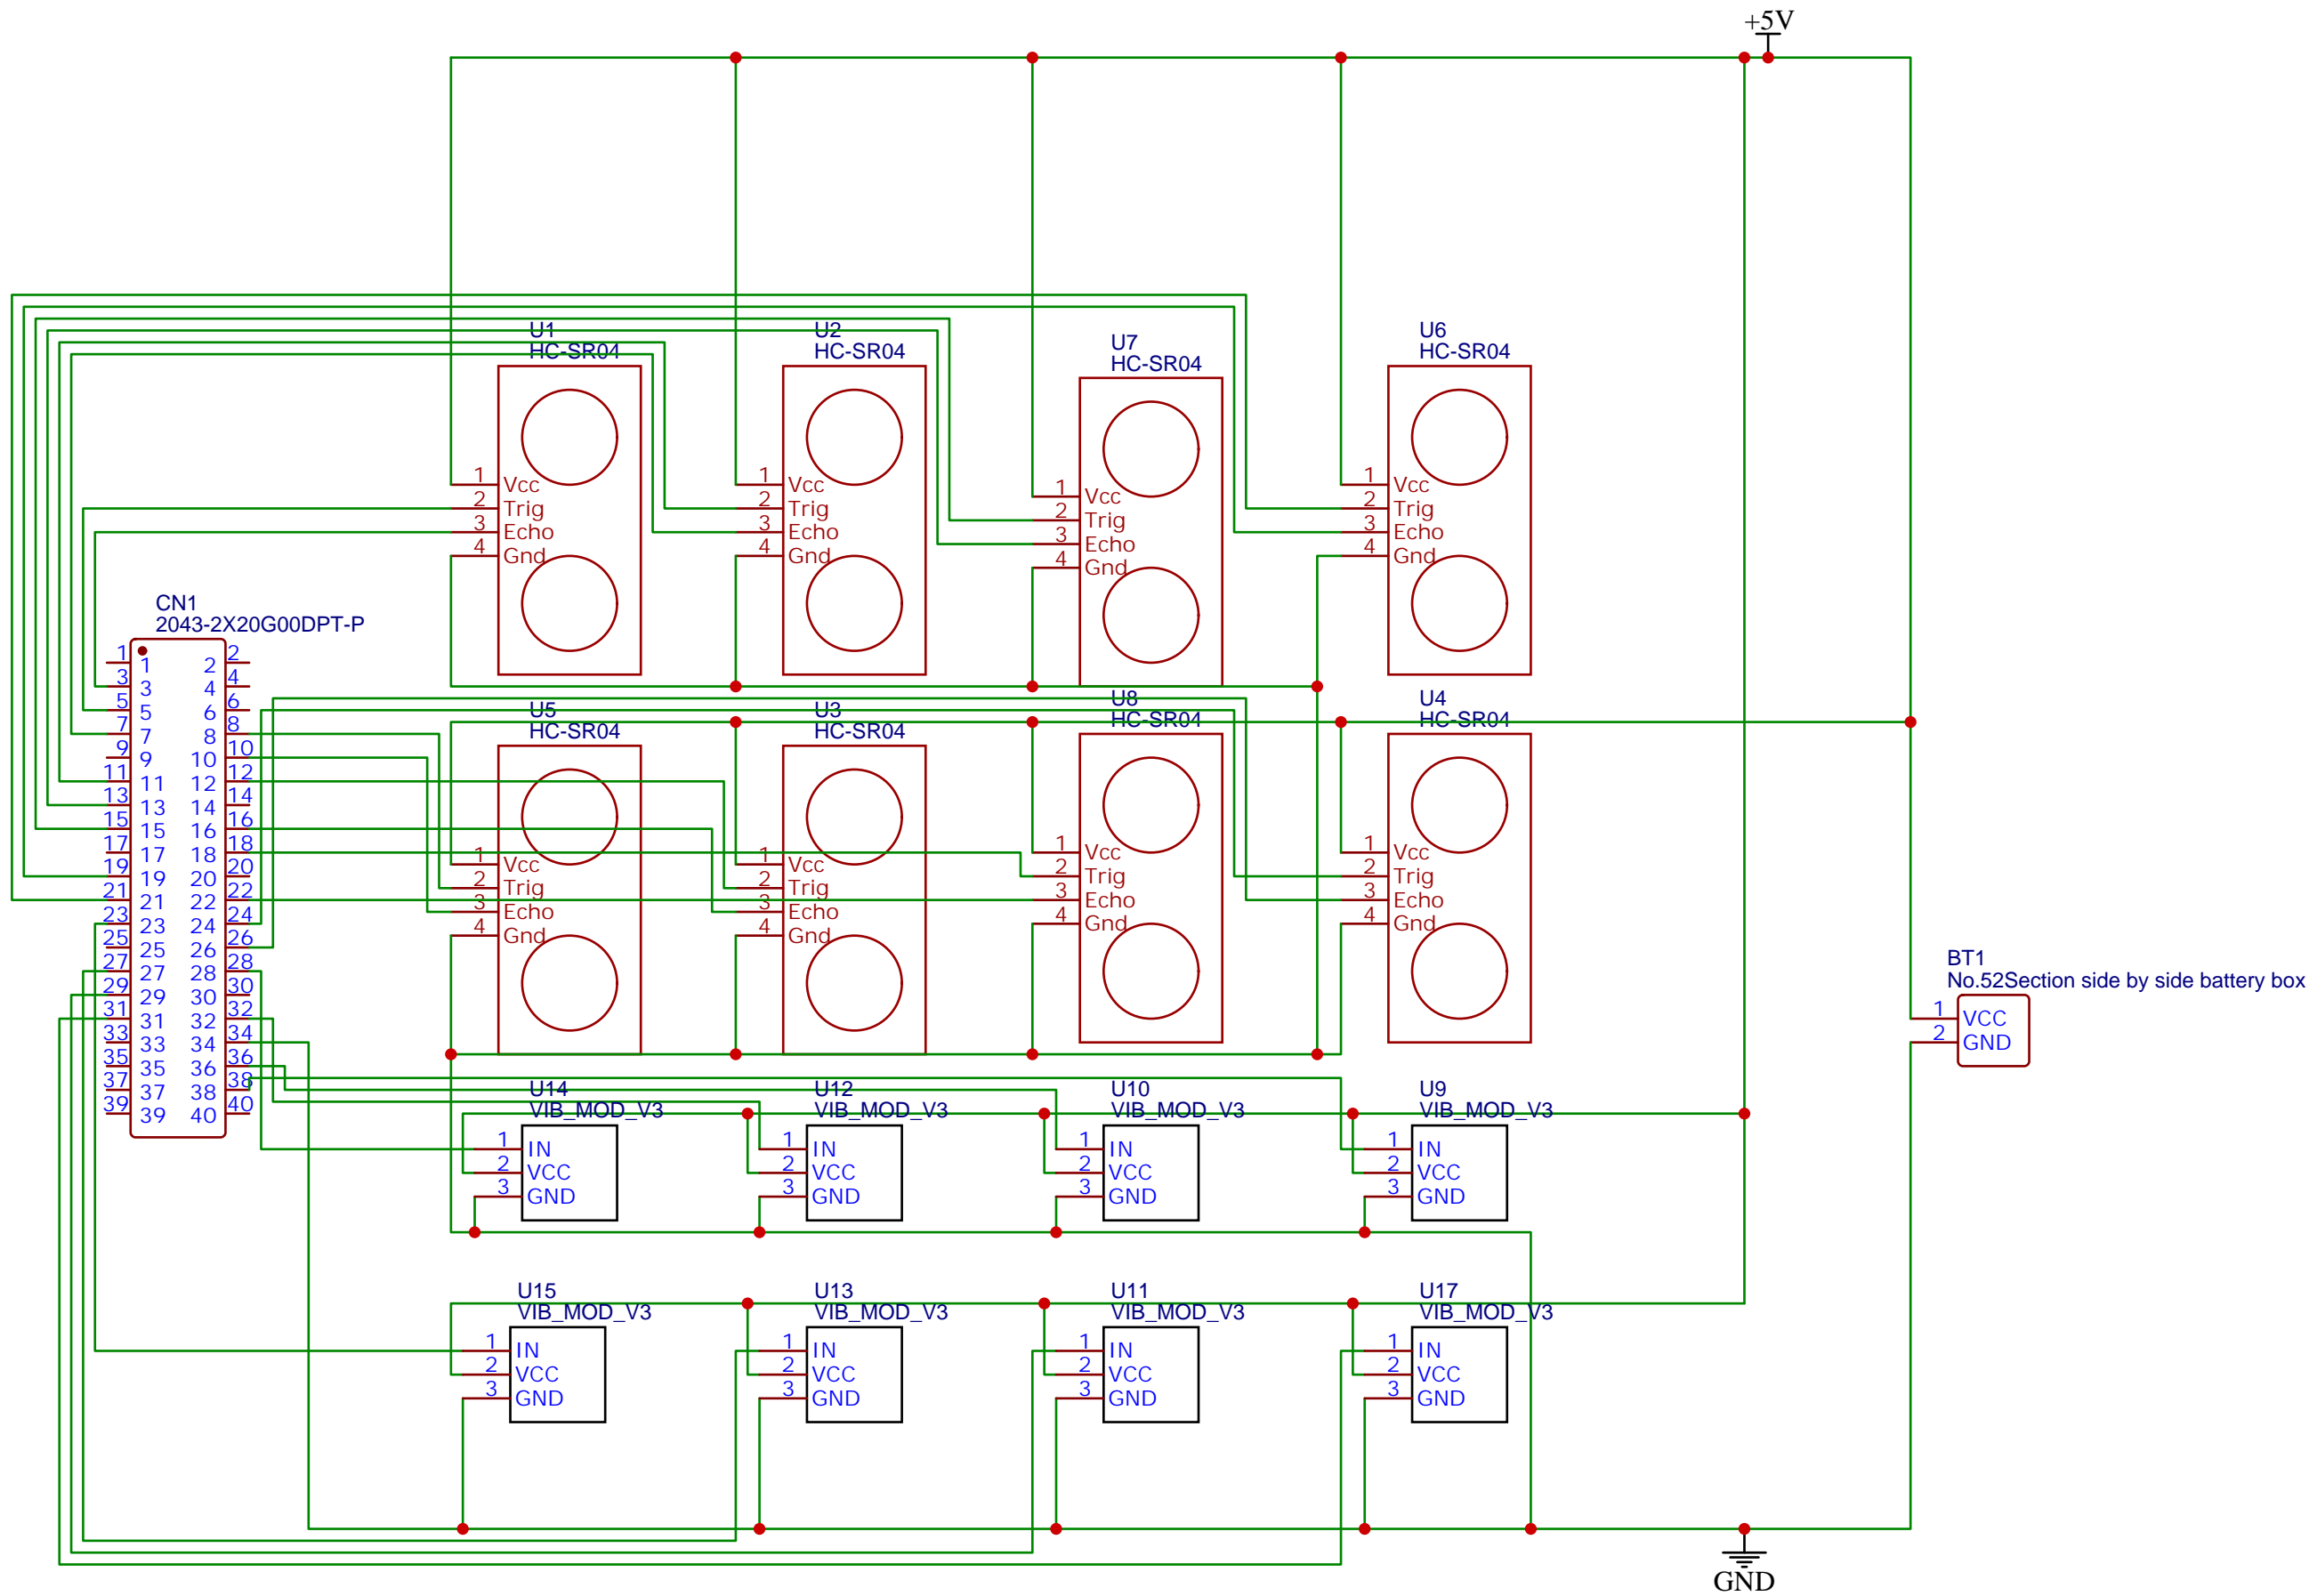 +5V
U1
HC-SR04
1 Vcc
2 Trig
3 Echo
4 Gnd
U2
HC-SR04
1 Vcc
2 Trig
3 Echo
4 Gnd
U7
HC-SR04
1 Vcc
2 Trig
3 Echo
4 Gnd
U6
HC-SR04
1 Vcc
2 Trig
3 Echo
4 Gnd
CN1
2043-2X20G00DPT-P
1 1 2 2
3 3 4 4
5 5 6 6
7 7 8 8
9 9 10 10
11 11 12 12
13 13 14 14
15 15 16 16
17 17 18 18
19 19 20 20
21 21 22 22
23 23 24 24
25 25 26 26
27 27 28 28
29 29 30 30
31 31 32 32
33 33 34 34
35 35 36 36
37 37 38 38
39 39 40 40
U5
HC-SR04
1 Vcc
2 Trig
3 Echo
4 Gnd
U3
HC-SR04
1 Vcc
2 Trig
3 Echo
4 Gnd
U8
HC-SR04
1 Vcc
2 Trig
3 Echo
4 Gnd
U4
HC-SR04
1 Vcc
2 Trig
3 Echo
4 Gnd
BT1
No.52Section side by side battery box
1 VCC
2 GND
U14
VIB_MOD_V3
1 IN
2 VCC
3 GND
U12
VIB_MOD_V3
1 IN
2 VCC
3 GND
U10
VIB_MOD_V3
1 IN
2 VCC
3 GND
U9
VIB_MOD_V3
1 IN
2 VCC
3 GND
U15
VIB_MOD_V3
1 IN
2 VCC
3 GND
U13
VIB_MOD_V3
1 IN
2 VCC
3 GND
U11
VIB_MOD_V3
1 IN
2 VCC
3 GND
U17
VIB_MOD_V3
1 IN
2 VCC
3 GND
GND